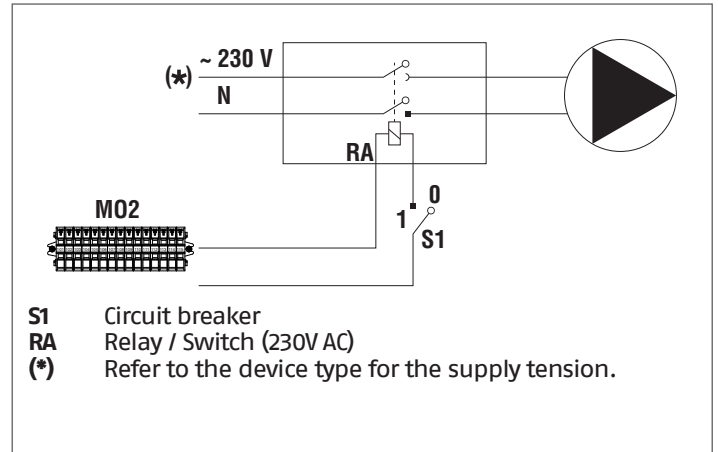 ~ 230 V
(*)
N
RA
MO2
0
1
S1
S1 Circuit breaker
RA Relay / Switch (230V AC)
(*) Refer to the device type for the supply tension.